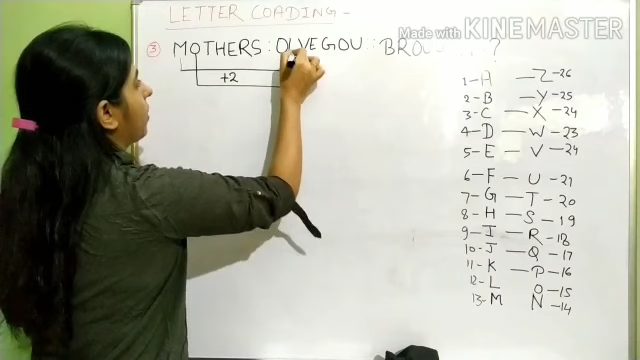 LETTER COADING -
Made with KINEMASTER
③ MOTHERS : OLVEGOU :: BRO ?
+2
1-H — Z-26
2-B — Y-25
3-C — X-24
4-D — W-23
5-E — V-24
6-F — U-21
7-G — T-20
8-H — S-19
9-I — R-18
10-J — Q-17
11-K — P-16
12-L O-15
13-M N-14